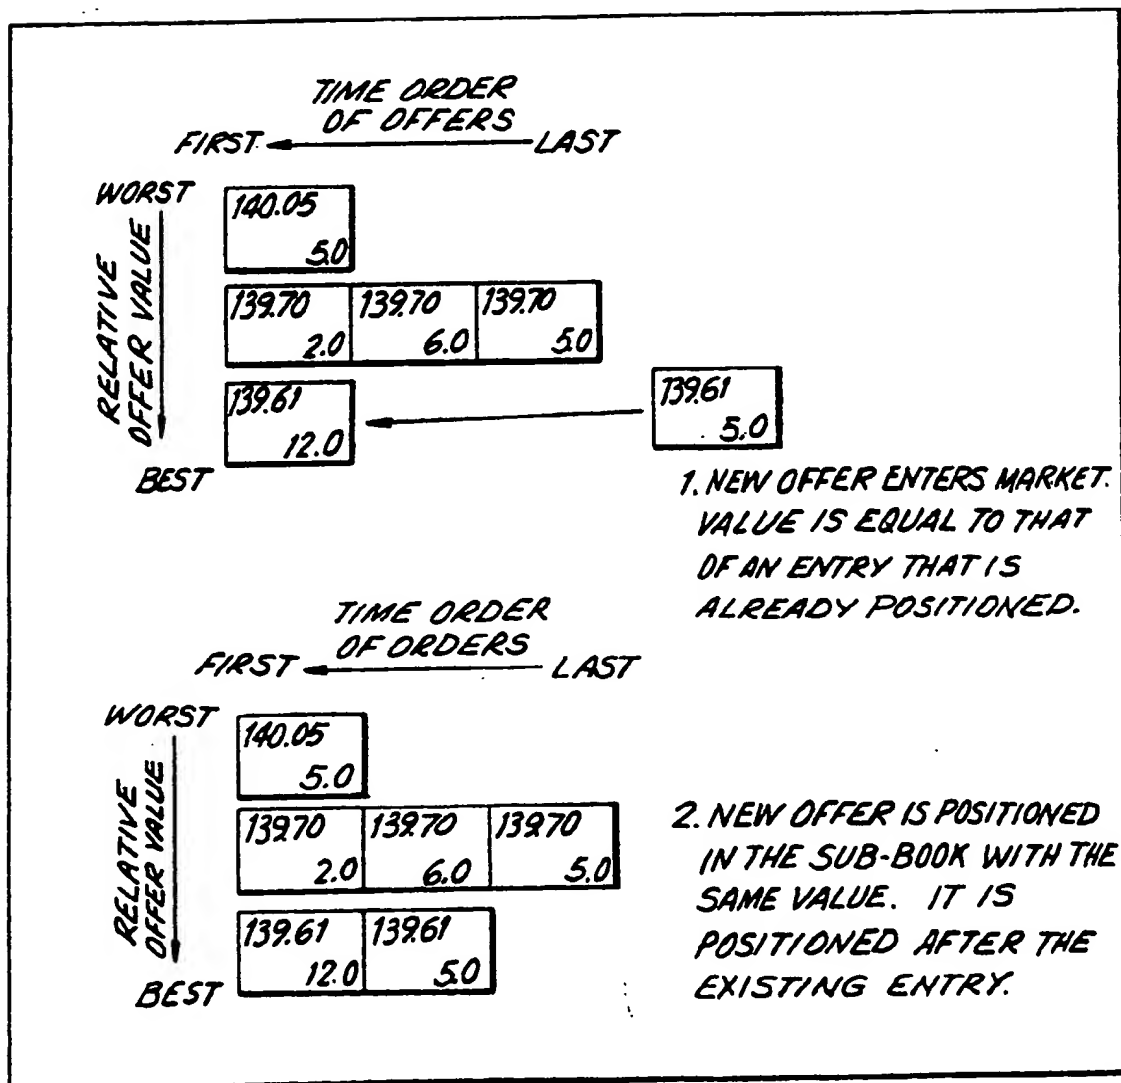 TIME ORDER
OF OFFERS
FIRST LAST
WORST
RELATIVE
OFFER VALUE
BEST
140.05
5.0
139.70 139.70 139.70
2.0 6.0 5.0
139.61 139.61
12.0 5.0
1. NEW OFFER ENTERS MARKET.
VALUE IS EQUAL TO THAT
OF AN ENTRY THAT IS
ALREADY POSITIONED.
TIME ORDER
OF ORDERS
FIRST LAST
WORST
RELATIVE
OFFER VALUE
BEST
140.05
5.0
139.70 139.70 139.70
2.0 6.0 5.0
139.61 139.61
12.0 5.0
2. NEW OFFER IS POSITIONED
IN THE SUB-BOOK WITH THE
SAME VALUE. IT IS
POSITIONED AFTER THE
EXISTING ENTRY.